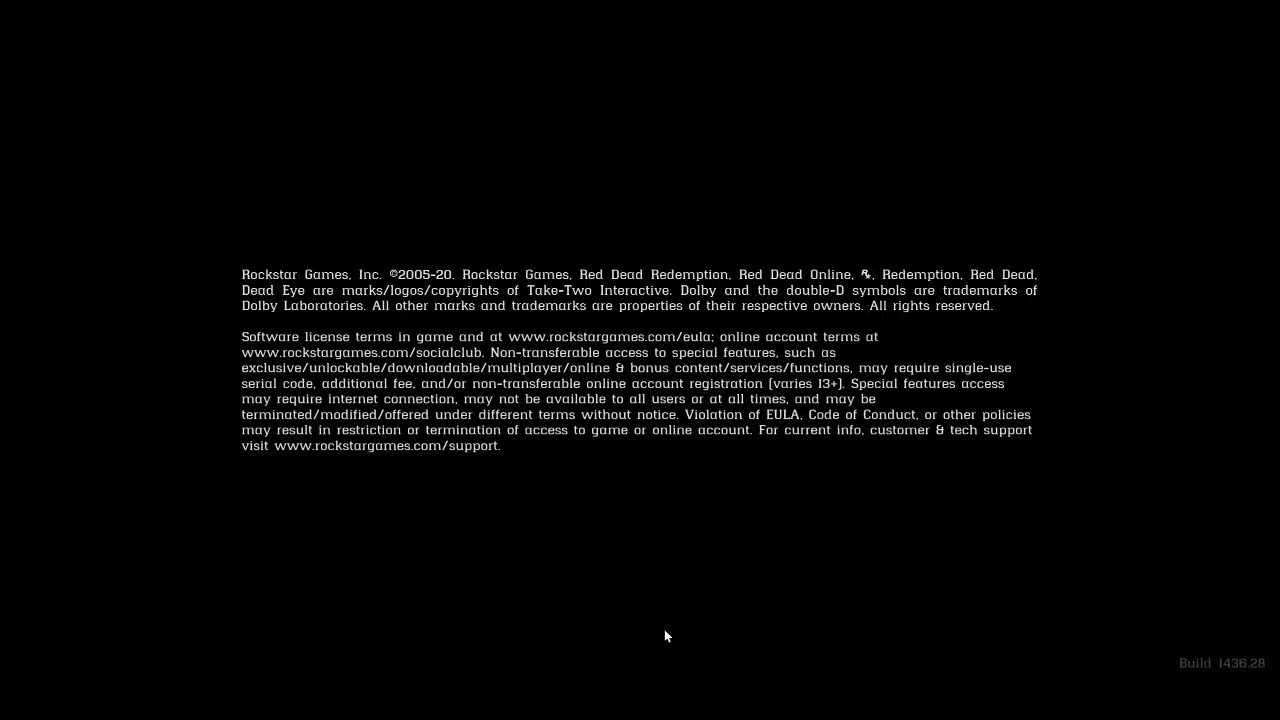 Rockstar Games, Inc. ©2005-20. Rockstar Games, Red Dead Redemption, Red Dead Online, R*, Redemption, Red Dead,
Dead Eye are marks/logos/copyrights of Take-Two Interactive. Dolby and the double-D symbols are trademarks of
Dolby Laboratories. All other marks and trademarks are properties of their respective owners. All rights reserved.
Software license terms in game and at www.rockstargames.com/eula; online account terms at
www.rockstargames.com/socialclub. Non-transferable access to special features, such as
exclusive/unlockable/downloadable/multiplayer/online & bonus content/services/functions, may require single-use
serial code, additional fee, and/or non-transferable online account registration (varies 13+). Special features access
may require internet connection, may not be available to all users or at all times, and may be
terminated/modified/offered under different terms without notice. Violation of EULA, Code of Conduct, or other policies
may result in restriction or termination of access to game or online account. For current info, customer & tech support
visit www.rockstargames.com/support.
Build 1436.28